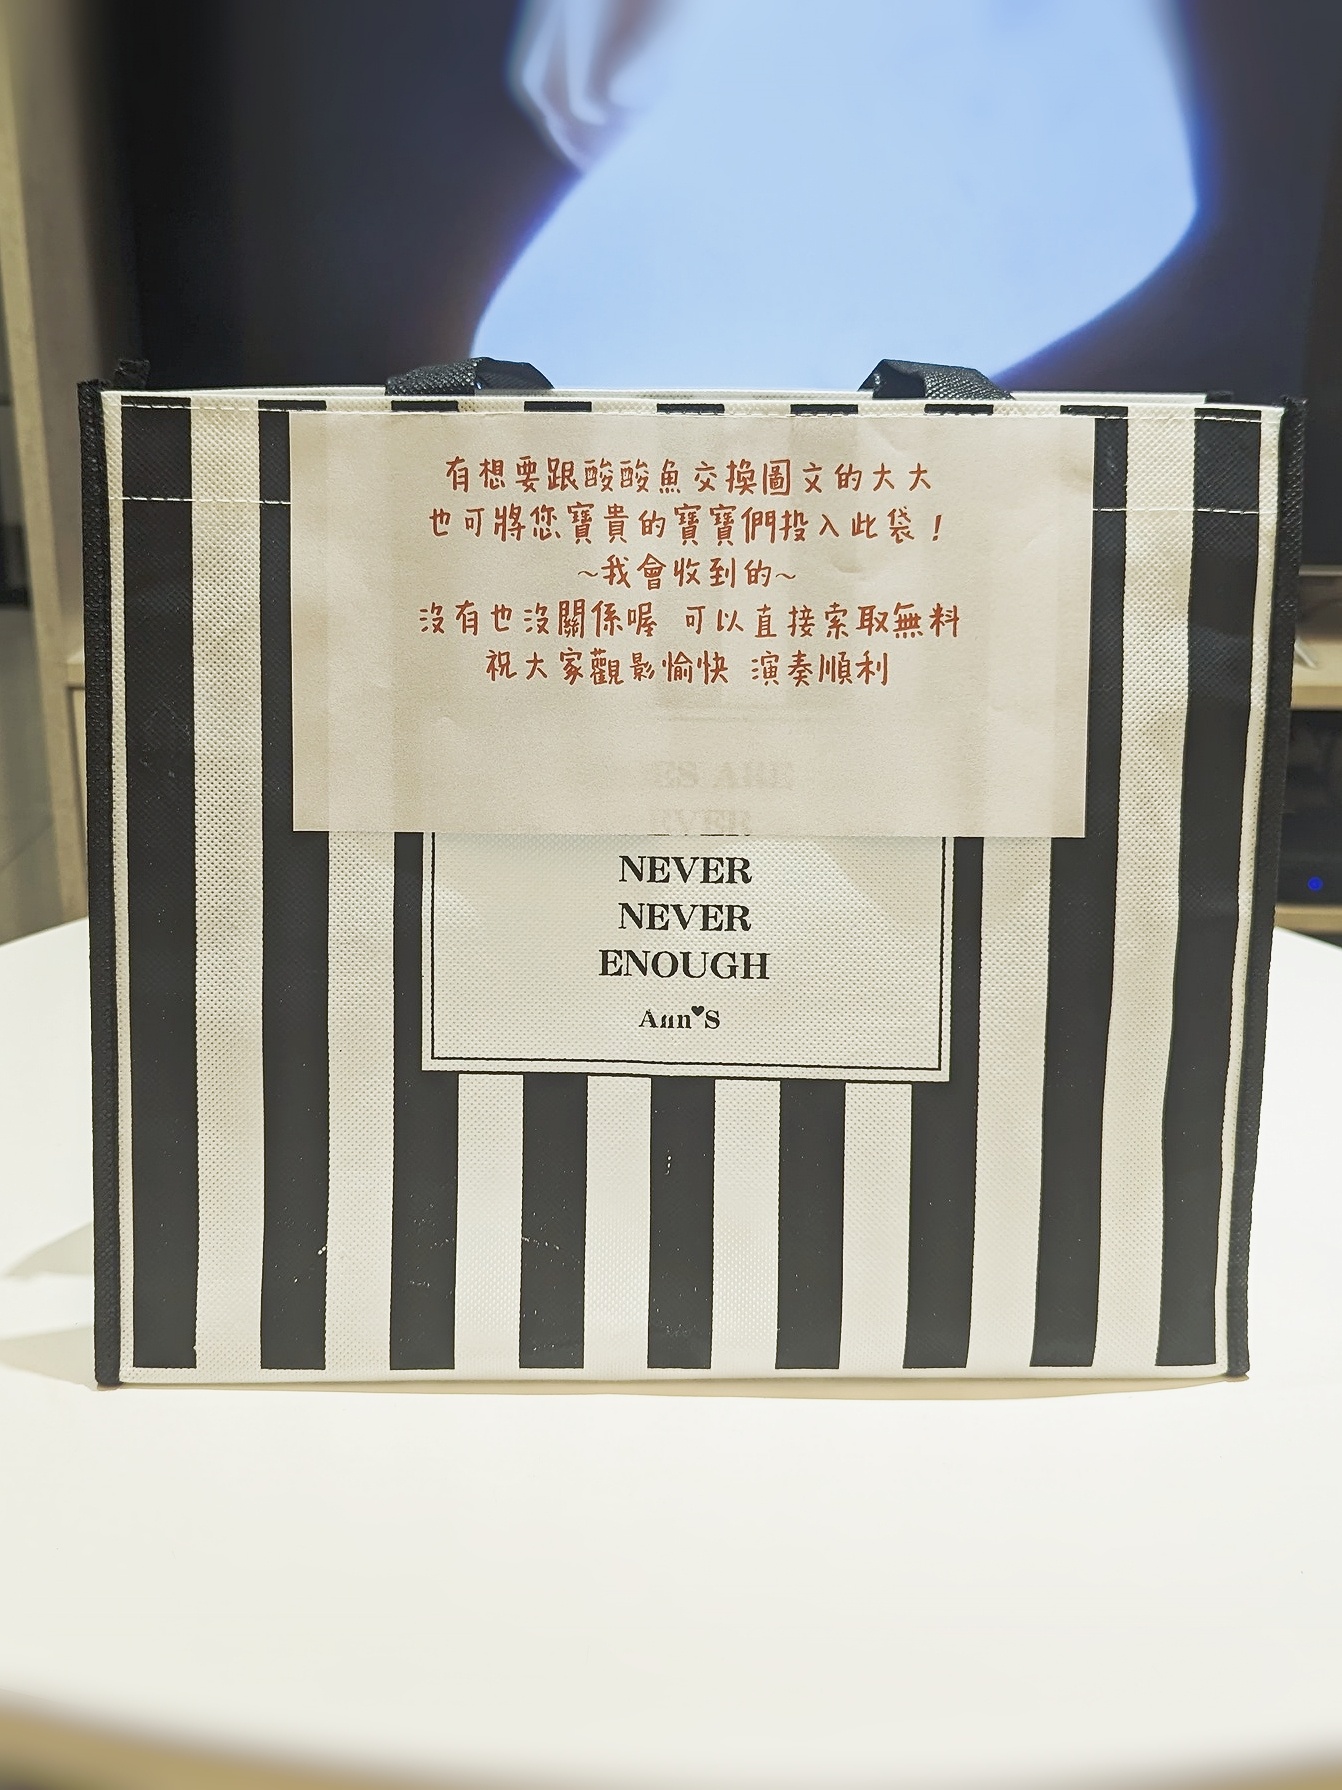 有想要跟酸酸魚交換圖文的大大
也可將您寶貴的寶寶們投入此袋！
~我會收到的~
沒有也沒關係喔 可以直接索取無料
祝大家觀影愉快 演奏順利
ES ARE
EVER
NEVER
NEVER
ENOUGH
Ann♥S